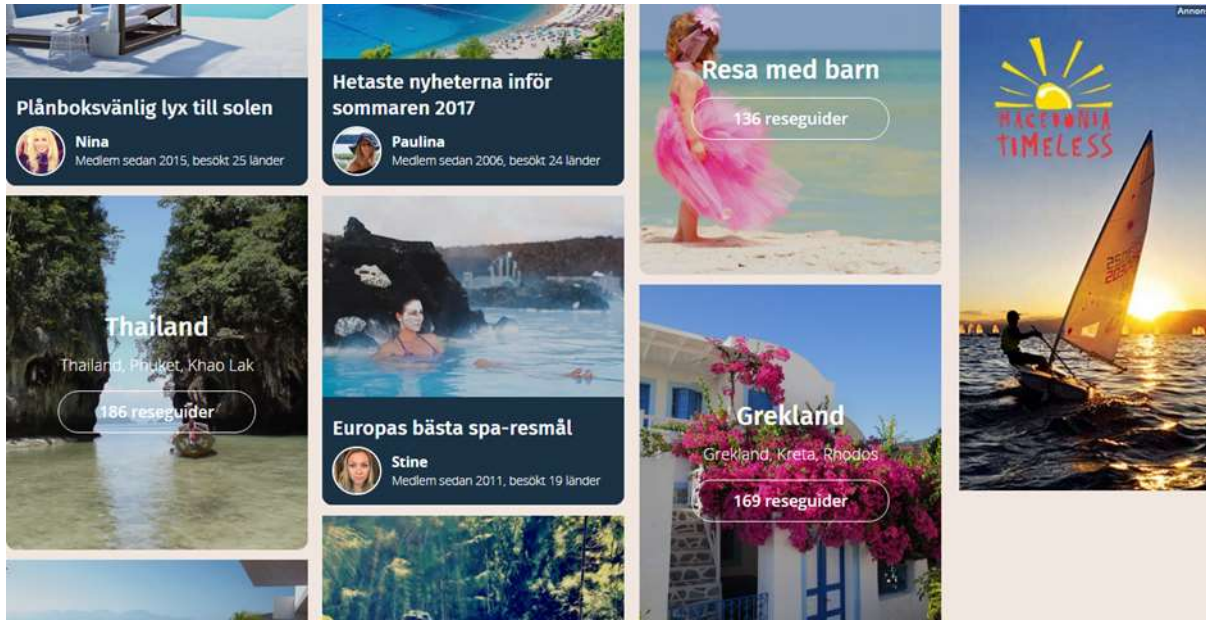 Plånboksvänlig lyx till solen
Nina
Medlem sedan 2015, besökt 25 länder
Thailand
Thailand, Phuket, Khao Lak
186 reseguider
Hetaste nyheterna inför
sommaren 2017
Paulina
Medlem sedan 2006, besökt 24 länder
Europas bästa spa-resmål
Stine
Medlem sedan 2011, besökt 19 länder
Resa med barn
136 reseguider
Grekland
Grekland, Kreta, Rhodos
169 reseguider
Annon
MACEDONIA
TIMELESS